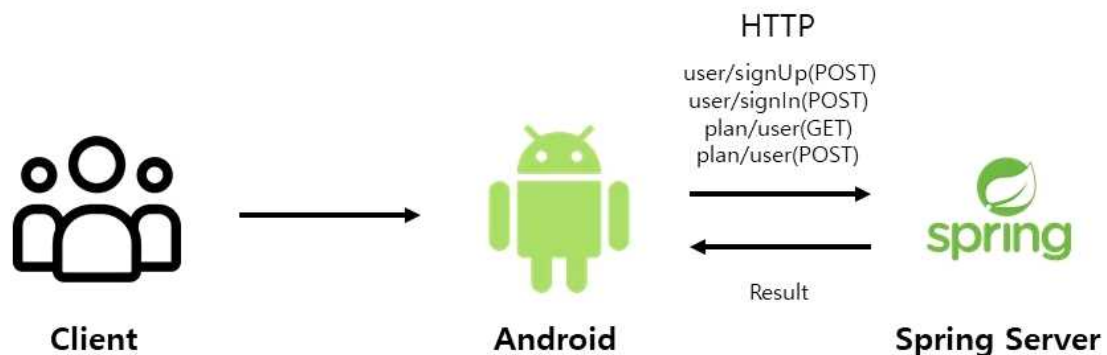 HTTP
user/signUp(POST)
user/signIn(POST)
plan/user(GET)
plan/user(POST)
spring
Result
Client
Android
Spring Server